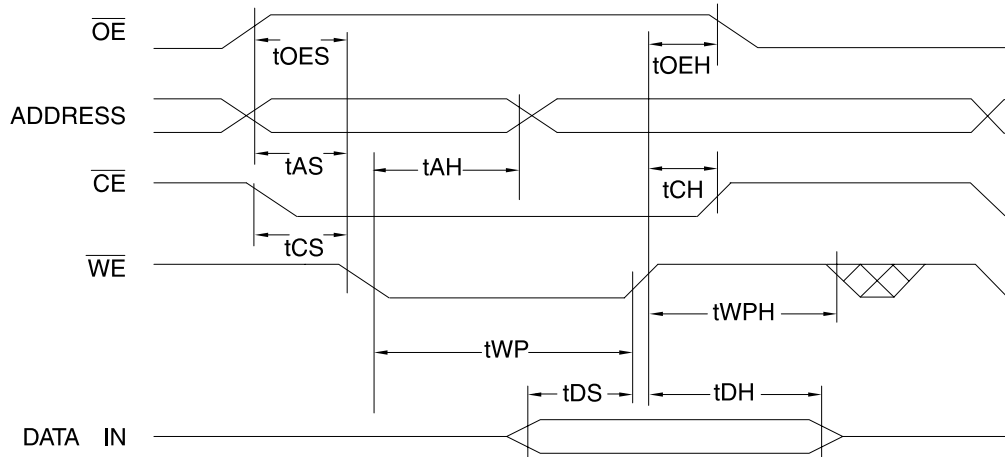 OE
tOES tOEH
ADDRESS
tAS tAH tCH
CE
tCS
WE
tWPH
tWP
tDS tDH
DATA IN